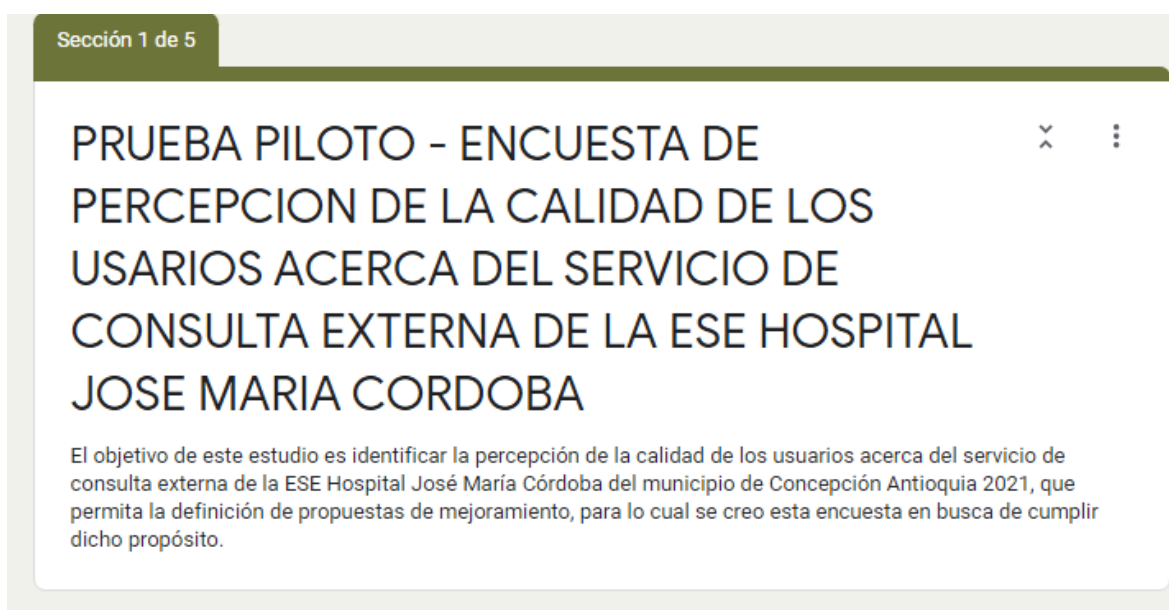 Sección 1 de 5
PRUEBA PILOTO - ENCUESTA DE
PERCEPCION DE LA CALIDAD DE LOS
USARIOS ACERCA DEL SERVICIO DE
CONSULTA EXTERNA DE LA ESE HOSPITAL
JOSE MARIA CORDOBA
El objetivo de este estudio es identificar la percepción de la calidad de los usuarios acerca del servicio de
consulta externa de la ESE Hospital José María Córdoba del municipio de Concepción Antioquia 2021, que
permita la definición de propuestas de mejoramiento, para lo cual se creo esta encuesta en busca de cumplir
dicho propósito.